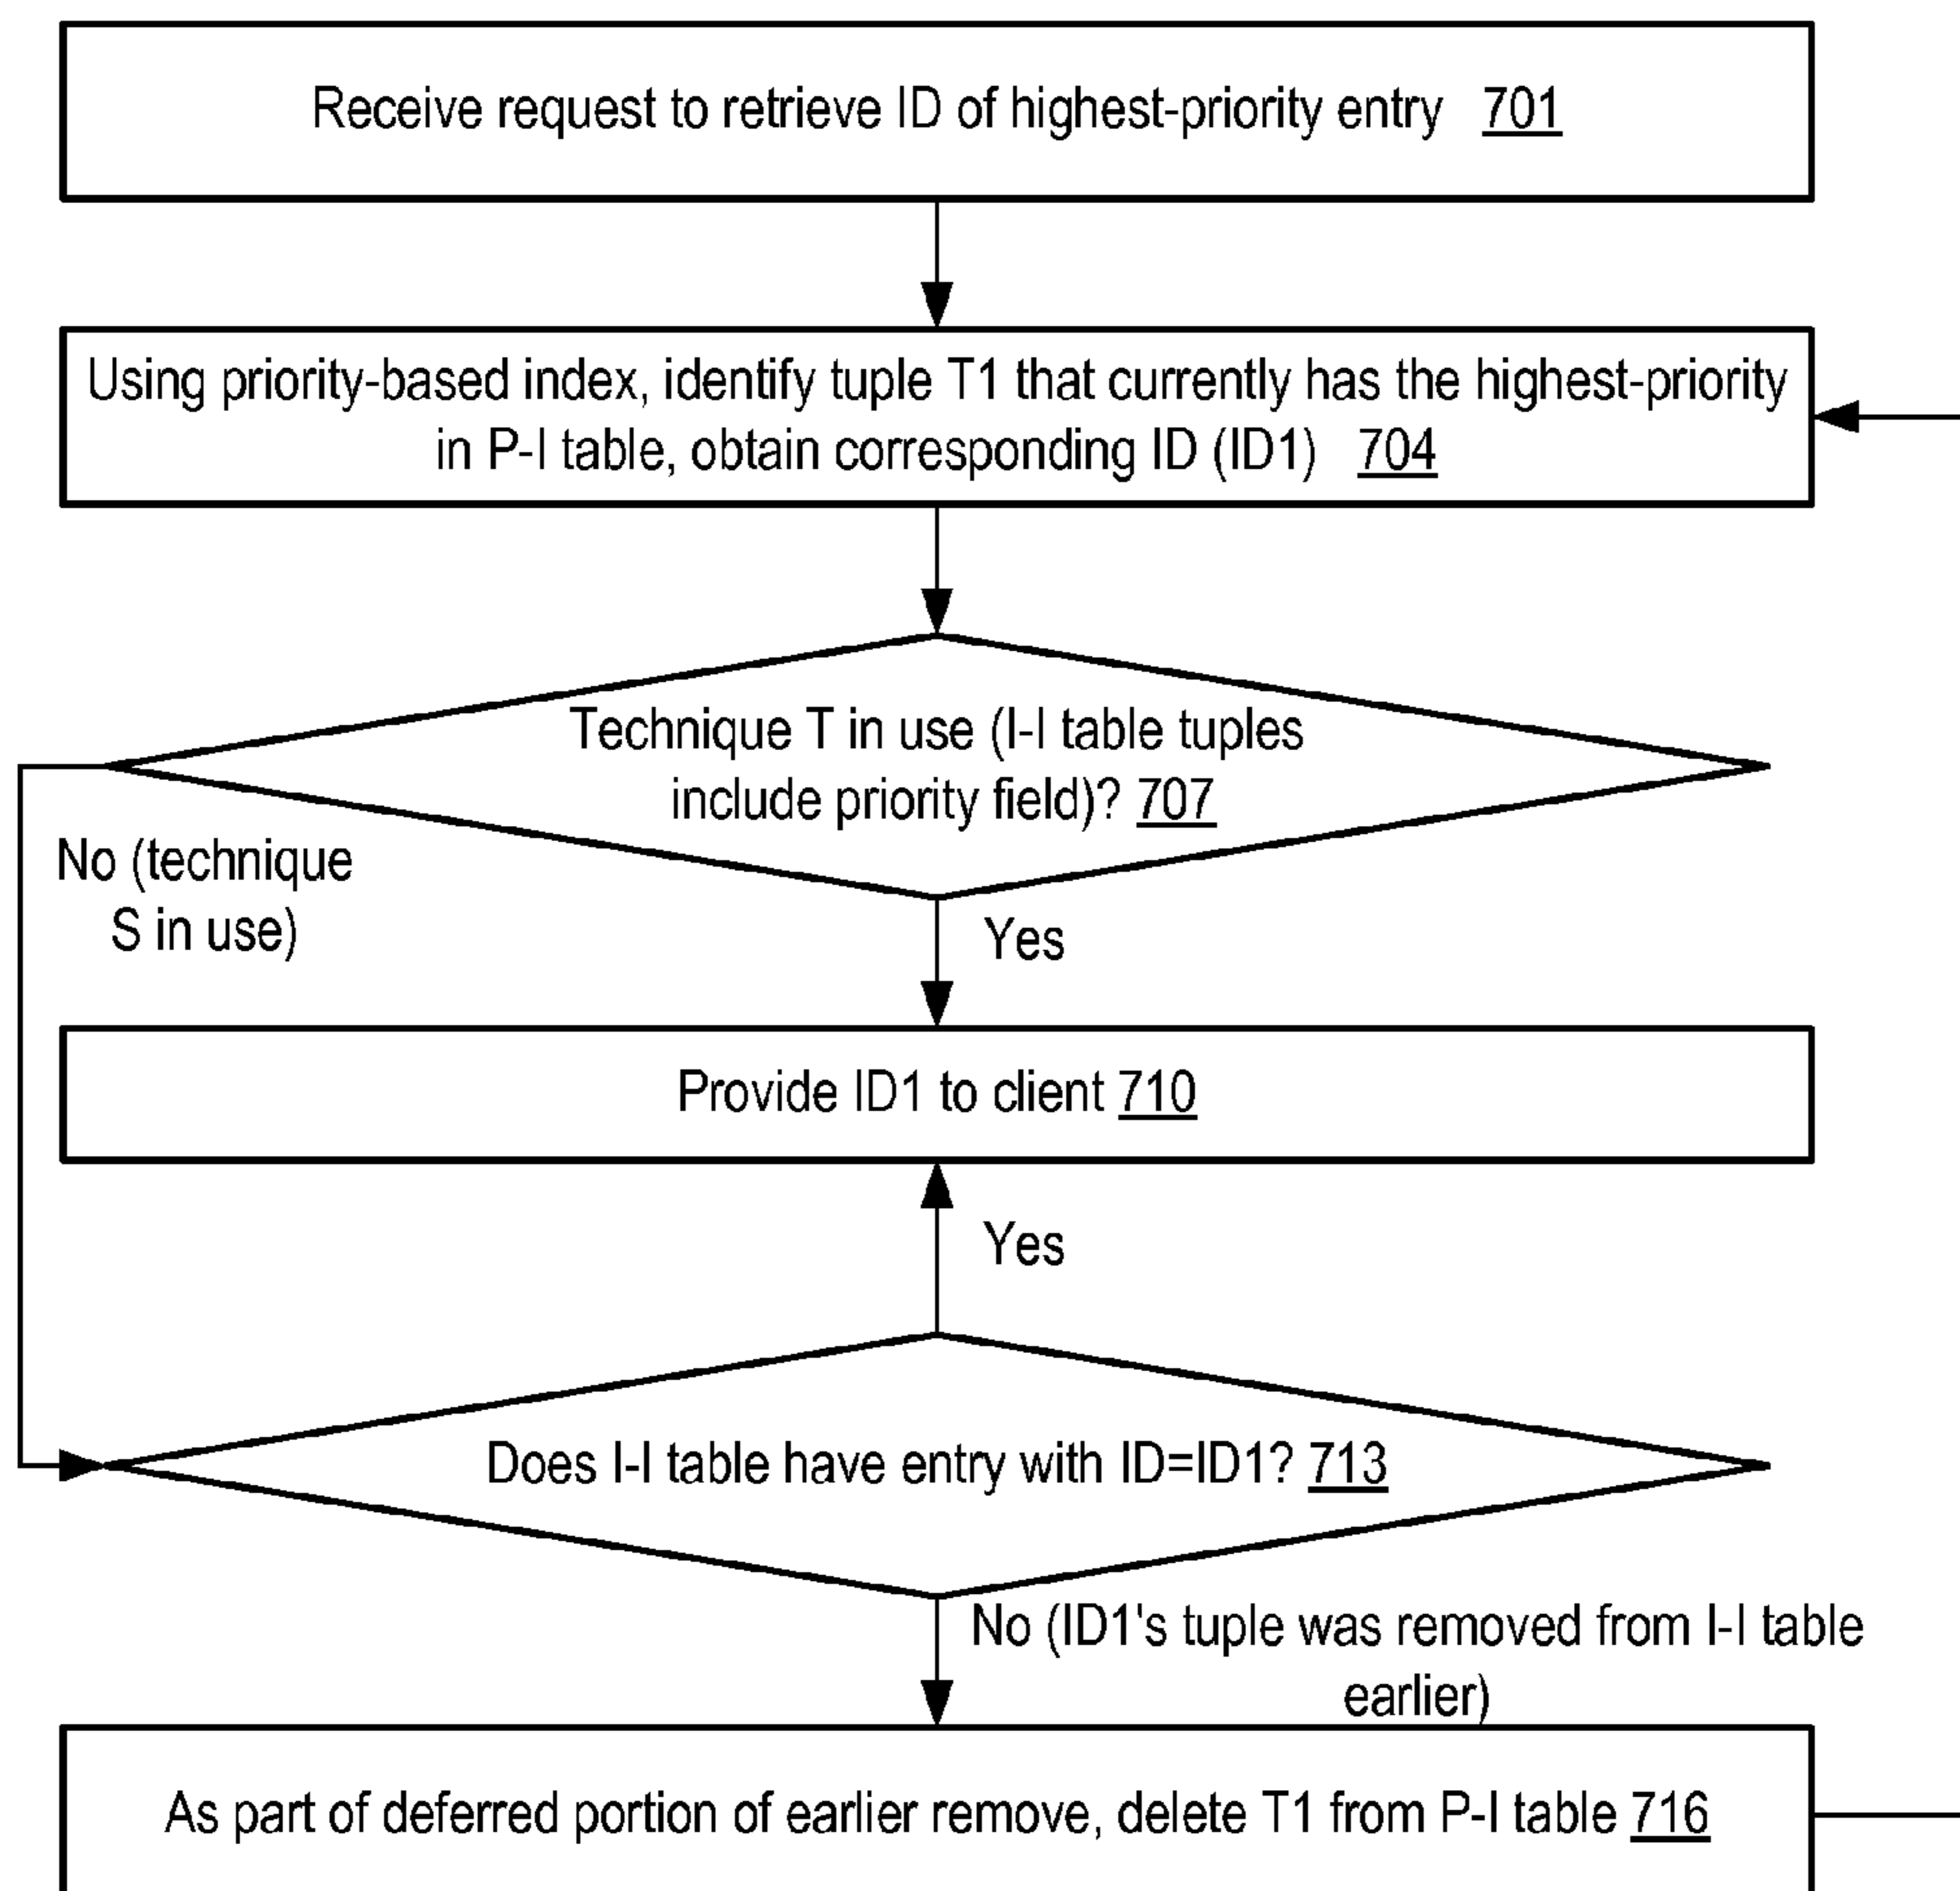 Receive request to retrieve ID of highest-priority entry 701
Using priority-based index, identify tuple T1 that currently has the highest-priority
in P-I table, obtain corresponding ID (ID1) 704
Technique T in use (I-I table tuples
include priority field)? 707
No (technique
S in use)
Yes
Provide ID1 to client 710
Yes
Does I-I table have entry with ID=ID1? 713
No (ID1's tuple was removed from I-I table
earlier)
As part of deferred portion of earlier remove, delete T1 from P-I table 716